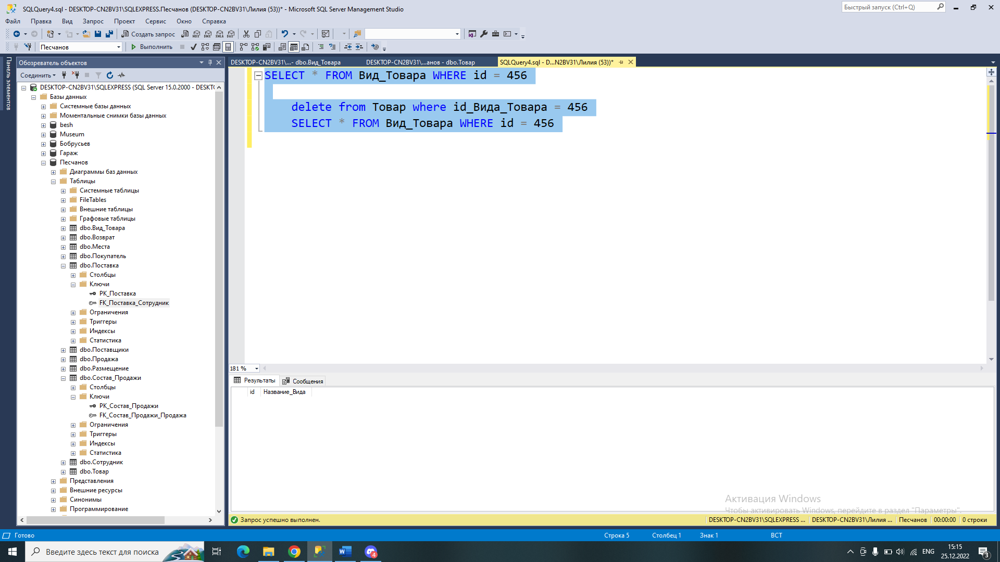 SQLQuery4.sql - DESKTOP-CN2BV31\SQLEXPRESS.Песчанов (DESKTOP-CN2BV31\Лилия (53))* - Microsoft SQL Server Management Studio
Быстрый запуск (Ctrl+Q)
Файл Правка Вид Запрос Проект Сервис Окно Справка
Создать запрос MDX DMX XMLA DAX
Песчанов Выполнить
Панель элементов
Обозреватель объектов
DESKTOP-CN2BV31\...- dbo.Вид_Товара DESKTOP-CN2BV31\...анов - dbo.Товар SQLQuery4.sql - D...N2BV31\Лилия (53))*
Соединить
DESKTOP-CN2BV31\SQLEXPRESS (SQL Server 15.0.2000 - DESKTO
Базы данных
Системные базы данных
Моментальные снимки базы данных
besh
Museum
Бобрусьев
Гараж
Песчанов
Диаграммы баз данных
Таблицы
Системные таблицы
FileTables
Внешние таблицы
Графовые таблицы
dbo.Вид_Товара
dbo.Возврат
dbo.Места
dbo.Покупатель
dbo.Поставка
Столбцы
Ключи
PK_Поставка
FK_Поставка_Сотрудник
Ограничения
Триггеры
Индексы
Статистика
dbo.Поставщики
dbo.Продажа
dbo.Размещение
dbo.Состав_Продажи
Столбцы
Ключи
PK_Состав_Продажи
FK_Состав_Продажи_Продажа
Ограничения
Триггеры
Индексы
Статистика
dbo.Сотрудник
dbo.Товар
Представления
Внешние ресурсы
Синонимы
Программирование
SELECT * FROM Вид_Товара WHERE id = 456
delete from Товар where id_Вида_Товара = 456
SELECT * FROM Вид_Товара WHERE id = 456
181 %
Результаты Сообщения
id Название_Вида
Активация Windows
Чтобы активировать Windows, перейдите в раздел "Параметры".
Запрос успешно выполнен. DESKTOP-CN2BV31\SQLEXPRESS ... DESKTOP-CN2BV31\Лилия ... Песчанов 00:00:00 0 строки
Готово Строка 5 Столбец 1 Знак 1 ВСТ
Введите здесь текст для поиска
W 4 ENG 15:15 3
25.12.2022